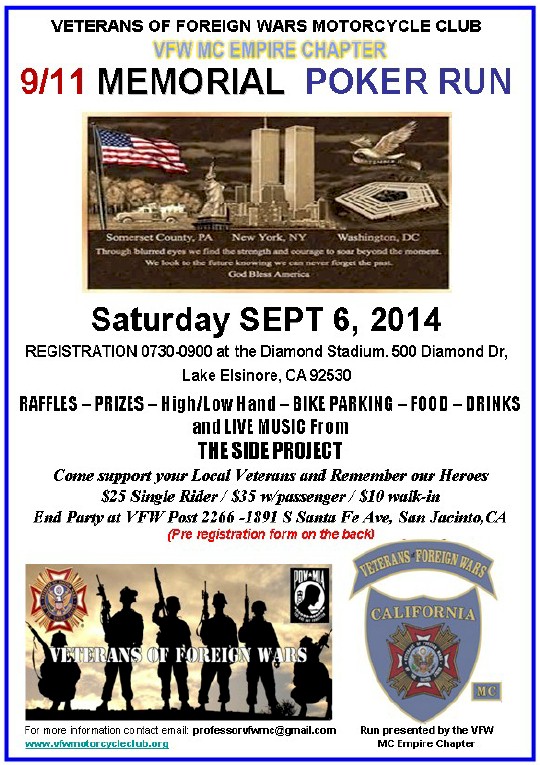 VETERANS OF FOREIGN WARS MOTORCYCLE CLUB
VFW MC EMPIRE CHAPTER
9/11 MEMORIAL POKER RUN
Somerset County, PA New York, NY Washington, DC
Through blurred eyes we find the strength and courage to soar beyond the moment.
We look to the future knowing we can never forget the past.
God Bless America
Saturday SEPT 6, 2014
REGISTRATION 0730-0900 at the Diamond Stadium. 500 Diamond Dr,
Lake Elsinore, CA 92530
RAFFLES – PRIZES – High/Low Hand – BIKE PARKING – FOOD – DRINKS
and LIVE MUSIC From
THE SIDE PROJECT
Come support your Local Veterans and Remember our Heroes
$25 Single Rider / $35 w/passenger / $10 walk-in
End Party at VFW Post 2266 -1891 S Santa Fe Ave, San Jacinto,CA
(Pre registration form on the back)
POW★MIA
VETERANS OF FOREIGN WARS
VETERANS FOREIGN WARS
CALIFORNIA
MC
For more information contact email: professorvfwmc@gmail.com
www.vfwmotorcycleclub.org
Run presented by the VFW
MC Empire Chapter